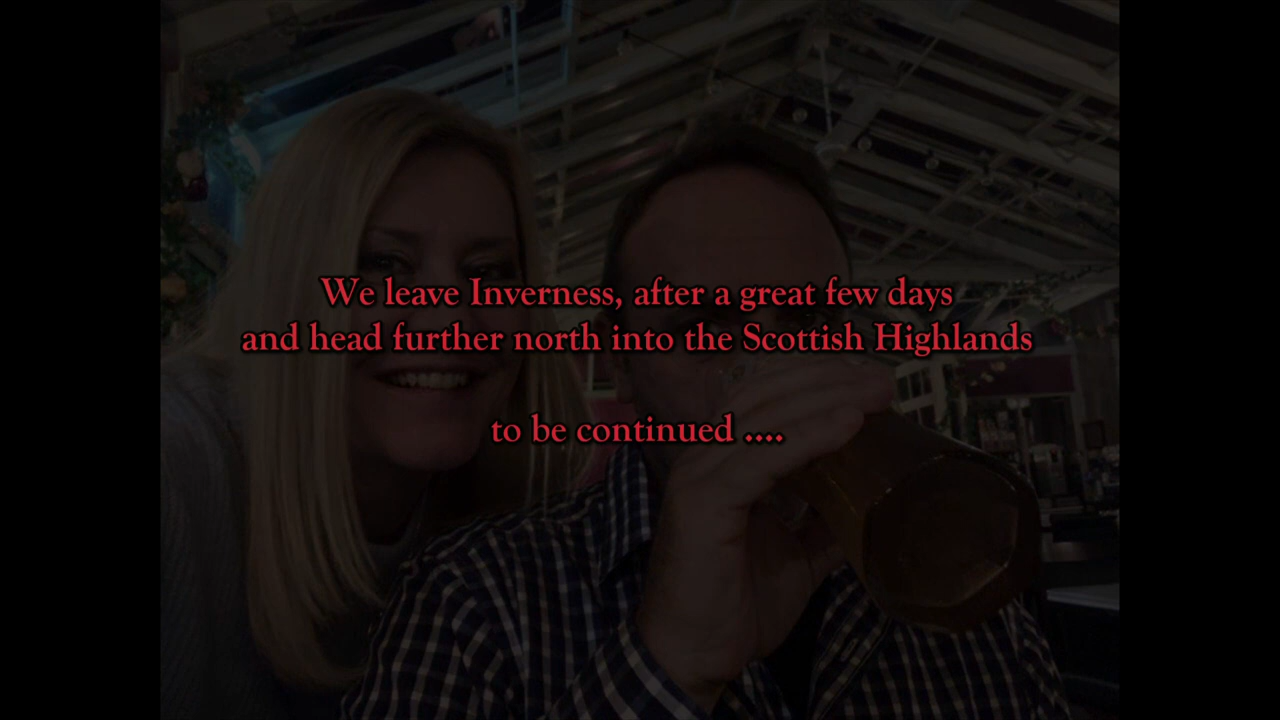 We leave Inverness, after a great few days
and head further north into the Scottish Highlands
to be continued ....